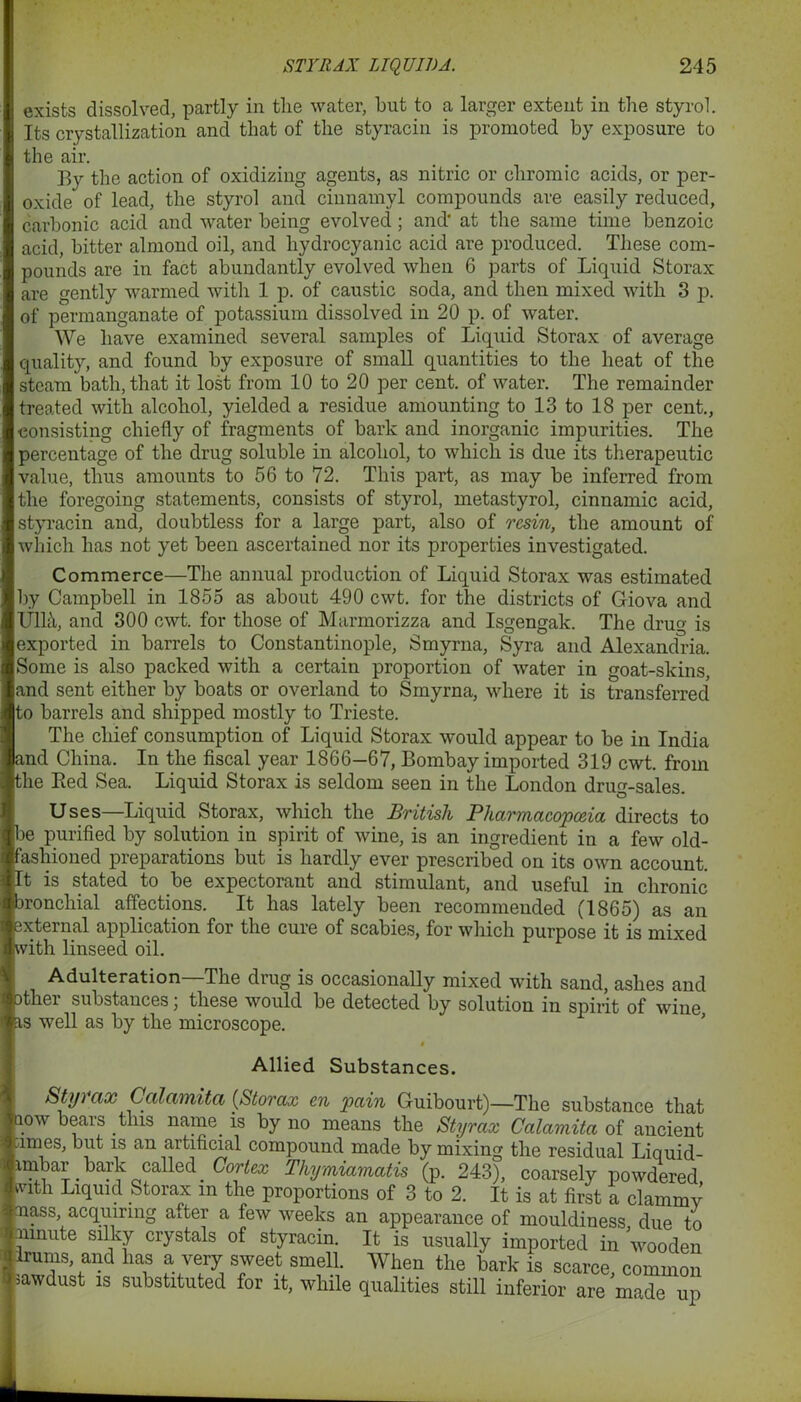 STYRAX LIQUIDA. 245
exists dissolved, partly in the water, but to a larger extent in the styrol.
Its crystallization and that of the styracin is promoted by exposure to
the air.
By the action of oxidizing agents, as nitric or chromic acids, or per-
oxide of lead, the styrol and cinnamyl compounds are easily reduced,
carbonic acid and water being evolved ; and at the same time benzoic
acid, bitter almond oil, and hydrocyanic acid are produced. These com-
pounds are in fact abundantly evolved when 6 parts of Liquid Storax
are gently warmed with 1 p. of caustic soda, and then mixed with 3 p.
of permanganate of potassium dissolved in 20 p. of water.
We have examined several samples of Liquid Storax of average
quality, and found by exposure of small quantities to the heat of the
steam bath, that it lost from 10 to 20 per cent. of water. The remainder
treated with alcohol, yielded a residue amounting to 13 to 18 per cent.,
consisting chiefly of fragments of bark and inorganic impurities. The
percentage of the drug soluble in alcohol, to which is due its therapeutic
value, thus amounts to 56 to 72. This part, as may be inferred from
the foregoing statements, consists of styrol, metastyrol, cinnamic acid,
styracin and, doubtless for a large part, also of resin, the amount of
which has not yet been ascertained nor its properties investigated.
Commerce—The annual production of Liquid Storax was estimated
by Campbell in 1855 as about 490 cwt. for the districts of Giova and
Ullà, and 300 cwt. for those of Marmorizza and Isgengak. The drug is
exported in barrels to Constantinople, Smyrna, Syra and Alexandria.
Some is also packed with a certain proportion of water in goat-skins,
and sent either by boats or overland to Smyrna, where it is transferred
to barrels and shipped mostly to Trieste.
The chief consumption of Liquid Storax would appear to be in India
and China. In the fiscal year 1866–67, Bombay imported 319 cwt. from
the Red Sea. Liquid Storax is seldom seen in the London drug-sales.
Uses—Liquid Storax, which the British Pharmacopœia directs to
be purified by solution in spirit of wine, is an ingredient in a few old-
fashioned preparations but is hardly ever prescribed on its own account.
It is stated to be expectorant and stimulant, and useful in chronic
bronchial affections. It has lately been recommended (1865) as an
external application for the cure of scabies, for which purpose it is mixed
with linseed oil.
Adulteration—The drug is occasionally mixed with sand, ashes and
other substances ; these would be detected by solution in spirit of wine,
as well as by the microscope.
Allied Substances.
Styrax Calamita (Storax en pain Guibourt)—The substance that
now bears this name is by no means the Styrax Calamita of ancient
times, but is an artificial compound made by mixing the residual Liquid-
ambar bark called Cortex Thymiamatis (p. 243), coarsely powdered,
with Liquid Storax in the proportions of 3 to 2. It is at first a clammy
mass, acquiring after a few weeks an appearance of mouldiness, due to
minute silky crystals of styracin. It is usually imported in wooden
drums, and has a very sweet smell. When the bark is scarce, common
sawdust is substituted for it, while qualities still inferior are made up